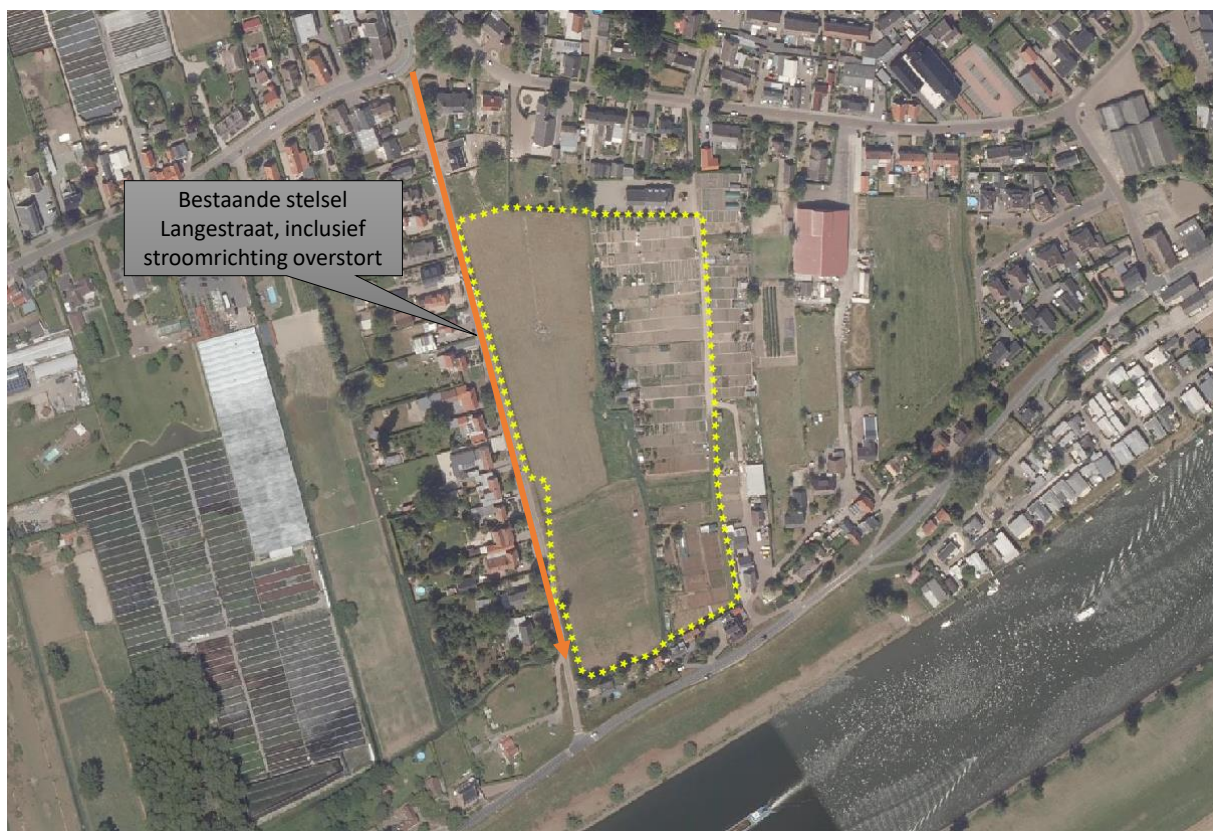 Bestaande stelsel
Langestraat, inclusief
stroomrichting overstort